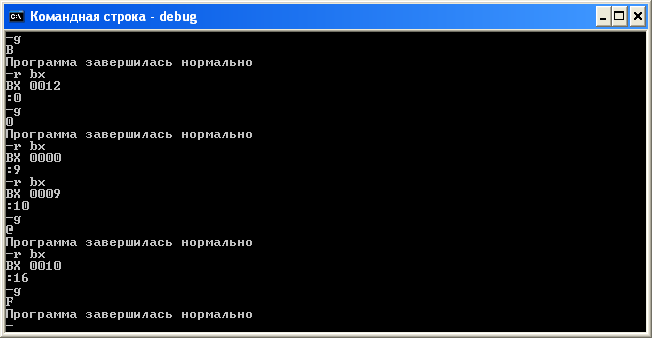 Командная строка - debug
-g
B
Программа завершилась нормально
-r bx
BX 0012
:0
-g
0
Программа завершилась нормально
-r bx
BX 0000
:9
-r bx
BX 0009
:10
-g
@
Программа завершилась нормально
-r bx
BX 0010
:16
-g
F
Программа завершилась нормально
-